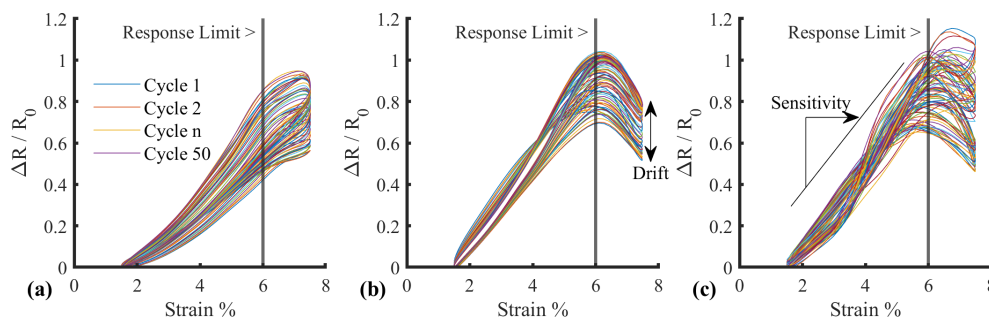 1.2
1
0.8
0.6
0.4
0.2
0
ΔR / R0
Response Limit >
Cycle 1
Cycle 2
Cycle n
Cycle 50
0 2 4 6 8
(a)
Strain %
1.2
1
0.8
0.6
0.4
0.2
0
ΔR / R0
Response Limit >
Drift
0 2 4 6 8
(b)
Strain %
1.2
1
0.8
0.6
0.4
0.2
0
ΔR / R0
Response Limit >
Sensitivity
0 2 4 6 8
(c)
Strain %